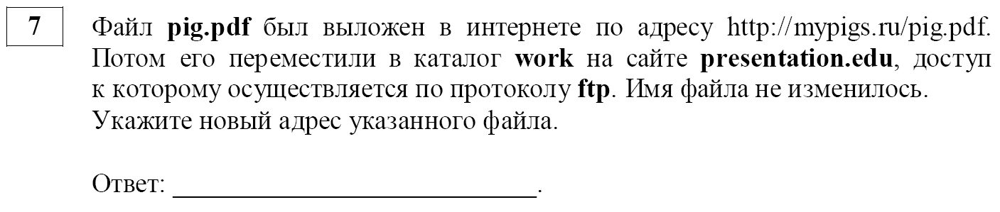 7
Файл pig.pdf был выложен в интернете по адресу http://mypigs.ru/pig.pdf.
Потом его переместили в каталог work на сайте presentation.edu, доступ
к которому осуществляется по протоколу ftp. Имя файла не изменилось.
Укажите новый адрес указанного файла.
Ответ: ___________________________.